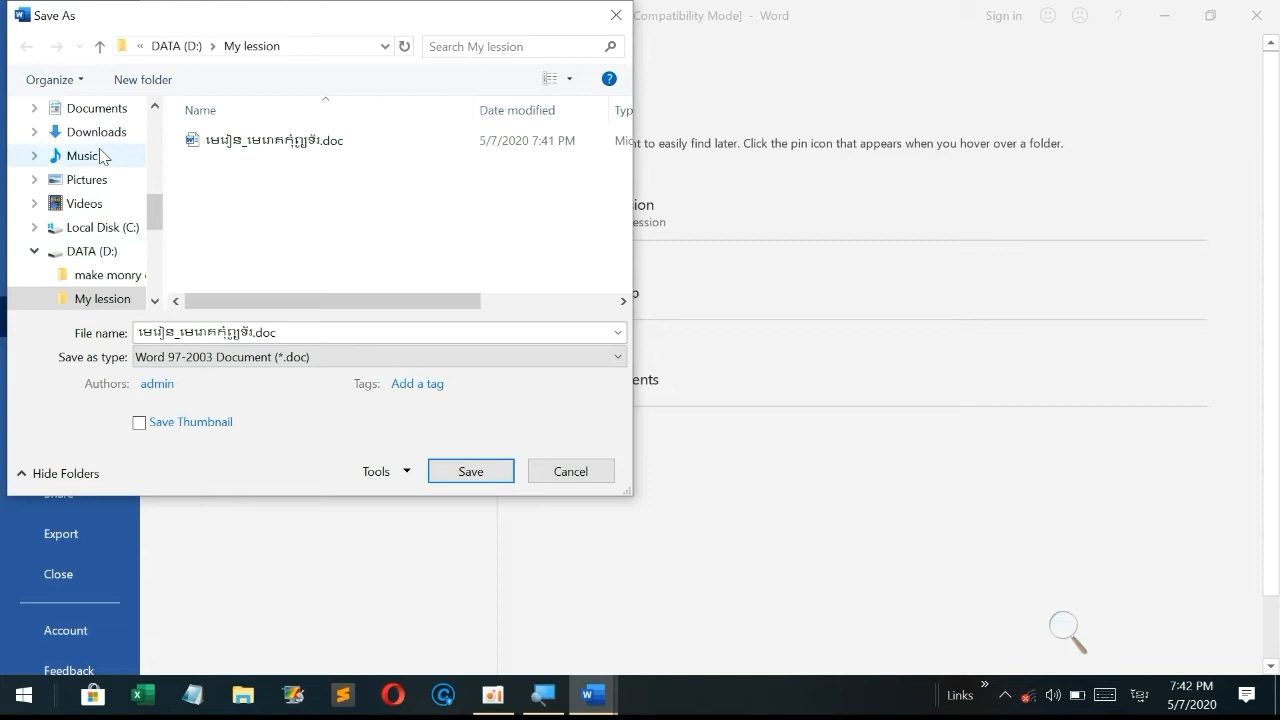 Save As
Compatibility Mode] - Word
Sign in
?
« DATA (D:) > My lession
Search My lession
Organize
New folder
?
Documents
Downloads
Music
Pictures
Videos
Local Disk (C:)
DATA (D:)
make monry
My lession
Name
Date modified
Typ
មេរៀន_មេរោគកុំព្យូទ័រ.doc
5/7/2020 7:41 PM
Mic
nt to easily find later. Click the pin icon that appears when you hover over a folder.
ion
ession
p
ents
File name: មេរៀន_មេរោគកុំព្យូទ័រ.doc
Save as type: Word 97-2003 Document (*.doc)
Authors: admin
Tags: Add a tag
Save Thumbnail
Hide Folders
Tools
Save
Cancel
Share
Export
Close
Account
Feedback
Links
7:42 PM
5/7/2020